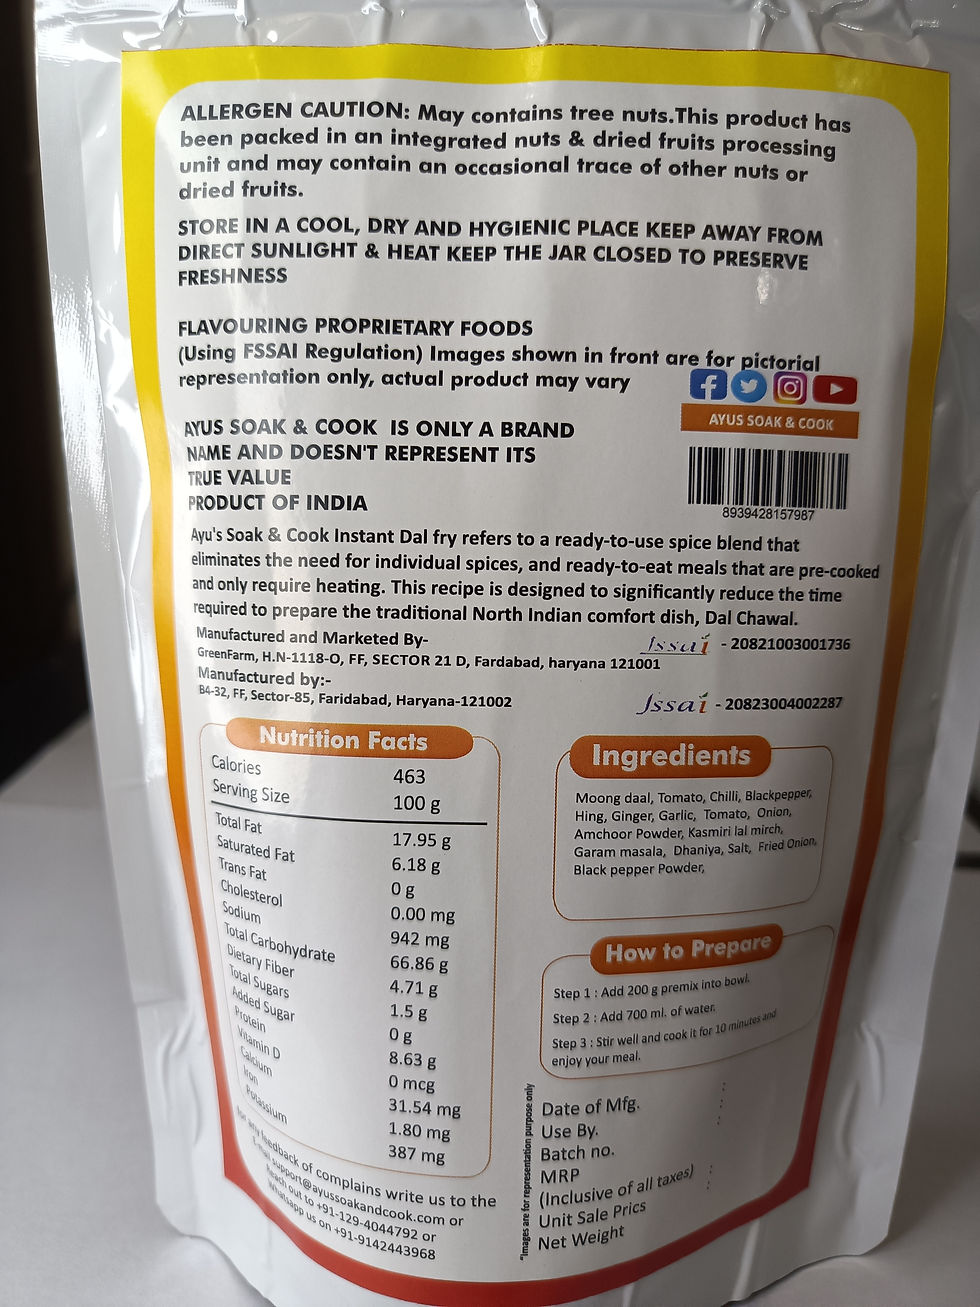 ALLERGEN CAUTION: May contains tree nuts.This product has
been packed in an integrated nuts & dried fruits processing
unit and may contain an occasional trace of other nuts or
dried fruits.
STORE IN A COOL, DRY AND HYGIENIC PLACE KEEP AWAY FROM
DIRECT SUNLIGHT & HEAT KEEP THE JAR CLOSED TO PRESERVE
FRESHNESS
FLAVOURING PROPRIETARY FOODS
(Using FSSAI Regulation) Images shown in front are for pictorial
representation only, actual product may vary
AYUS SOAK & COOK
AYUS SOAK & COOK IS ONLY A BRAND
NAME AND DOESN'T REPRESENT ITS
TRUE VALUE
PRODUCT OF INDIA
8939428157987
Ayu's Soak & Cook Instant Dal fry refers to a ready-to-use spice blend that
eliminates the need for individual spices, and ready-to-eat meals that are pre-cooked
and only require heating. This recipe is designed to significantly reduce the time
required to prepare the traditional North Indian comfort dish, Dal Chawal.
Manufactured and Marketed By-
fssai - 20821003001736
GreenFarm, H.N-1118-O, FF, SECTOR 21 D, Fardabad, haryana 121001
Manufactured by:-
B4-32, FF, Sector-85, Faridabad, Haryana-121002
fssai - 20823004002287
Nutrition Facts
Calories 463
Serving Size 100 g
Total Fat 17.95 g
Saturated Fat 6.18 g
Trans Fat 0 g
Cholesterol 0.00 mg
Sodium 942 mg
Total Carbohydrate 66.86 g
Dietary Fiber 4.71 g
Total Sugars 1.5 g
Added Sugar 0 g
Protein 8.63 g
Vitamin D 0 mcg
Calcium 31.54 mg
Iron 1.80 mg
Potassium 387 mg
for any feedback of complains write us to the
E-mail support@ayussoakandcook.com or
Reach out to +91-129-4044792 or
Whatsapp us on +91-9142443968
Ingredients
Moong daal, Tomato, Chilli, Blackpepper,
Hing, Ginger, Garlic, Tomato, Onion,
Amchoor Powder, Kasmiri lal mirch,
Garam masala, Dhaniya, Salt, Fried Onion,
Black pepper Powder,
How to Prepare
Step 1 : Add 200 g premix into bowl.
Step 2 : Add 700 ml. of water.
Step 3 : Stir well and cook it for 10 minutes and
enjoy your meal.
*Images are for representation purpose only
Date of Mfg. :
Use By. :
Batch no. :
MRP
(Inclusive of all taxes) :
Unit Sale Prics :
Net Weight